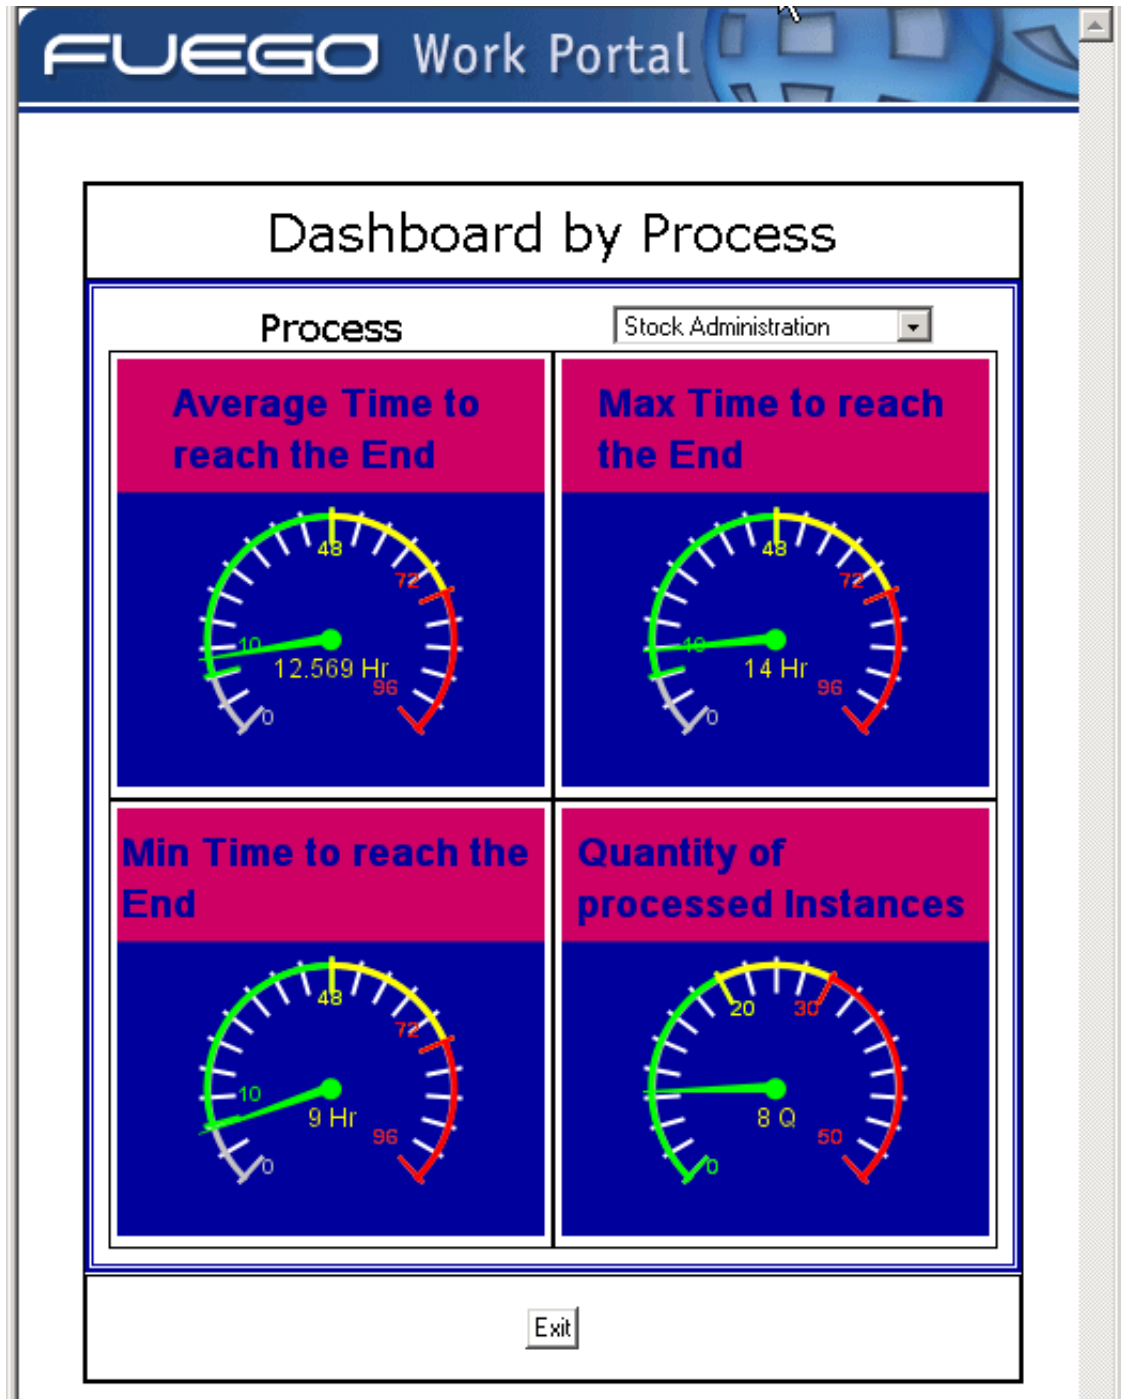 FUEGO Work Portal
Dashboard by Process
Process
Stock Administration
Average Time to
reach the End
48
72
10
12.569 Hr
96
0
Max Time to reach
the End
48
72
10
14 Hr
96
0
Min Time to reach the
End
48
72
10
9 Hr
96
0
Quantity of
processed Instances
20
30
8 Q
50
0
Exit